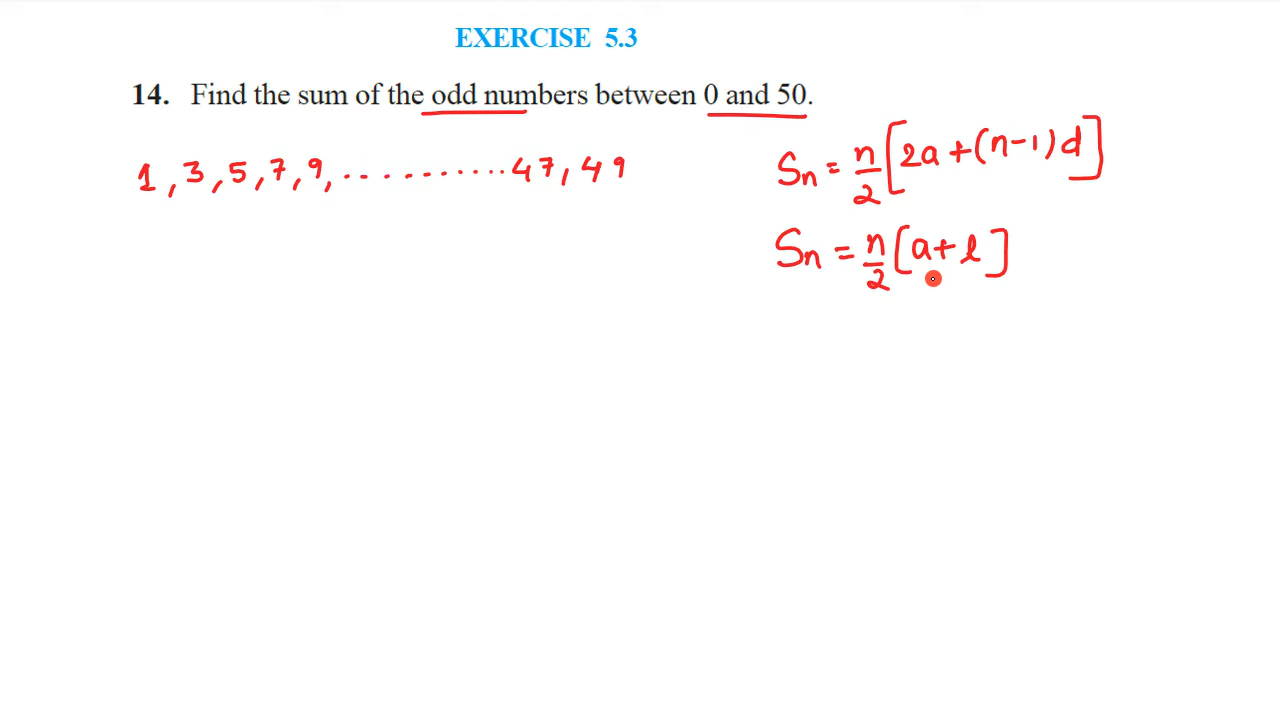 EXERCISE 5.3
14. Find the sum of the odd numbers between 0 and 50.
1, 3, 5, 7, 9, ........... 47, 49
Sn = n/2 [2a + (n-1)d]
Sn = n/2 [a + l]